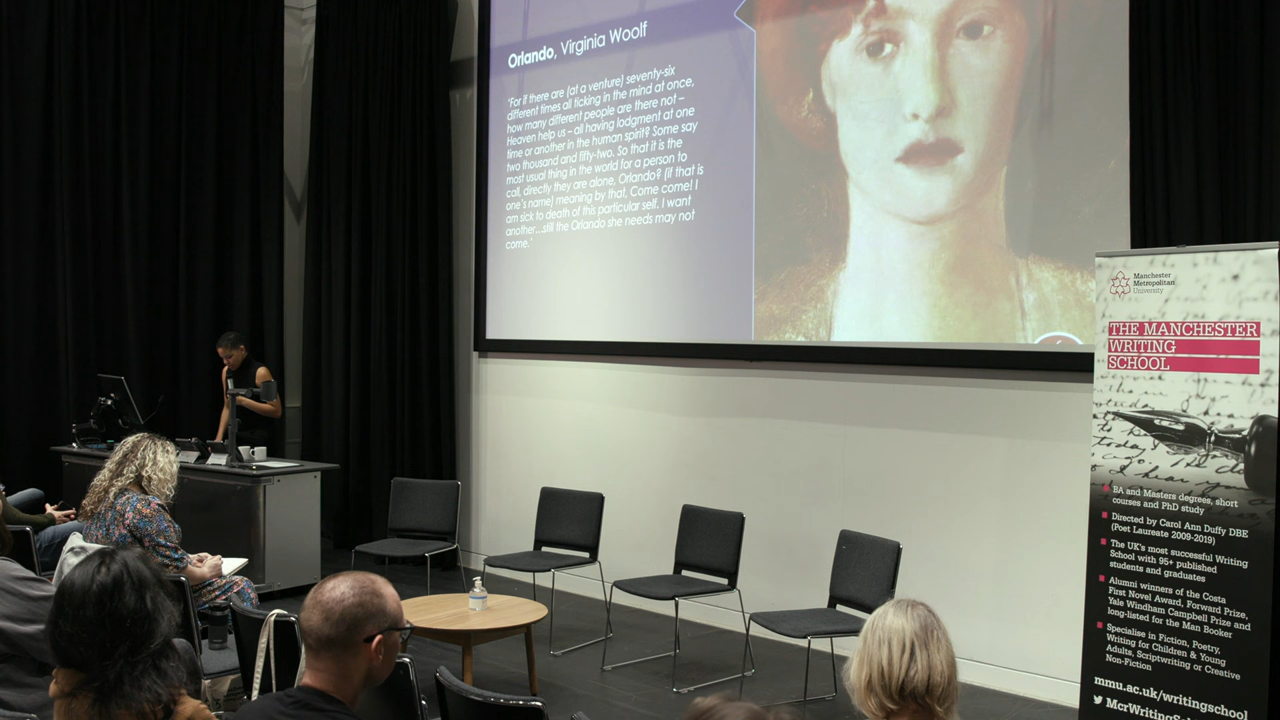 Orlando, Virginia Woolf
'For if there are (at a venture) seventy-six
different times all ticking in the mind at once,
how many different people are there not –
Heaven help us – all having lodgment at one
time or another in the human spirit? Some say
two thousand and fifty-two. So that it is the
most usual thing in the world for a person to
call, directly they are alone, Orlando? (if that is
one's name) meaning by that, Come come! I
am sick to death of this particular self. I want
another...still the Orlando she needs may not
come.'
Manchester
Metropolitan
University
THE MANCHESTER
WRITING
SCHOOL
BA and Masters degrees, short
courses and PhD study
Directed by Carol Ann Duffy DBE
(Poet Laureate 2009-2019)
The UK's most successful Writing
School with 95+ published
students and graduates
Alumni winners of the Costa
First Novel Award, Forward Prize,
Yale Windham Campbell Prize and
long-listed for the Man Booker
Specialise in Fiction, Poetry,
Writing for Children & Young
Adults, Scriptwriting or Creative
Non-Fiction
mmu.ac.uk/writingschool